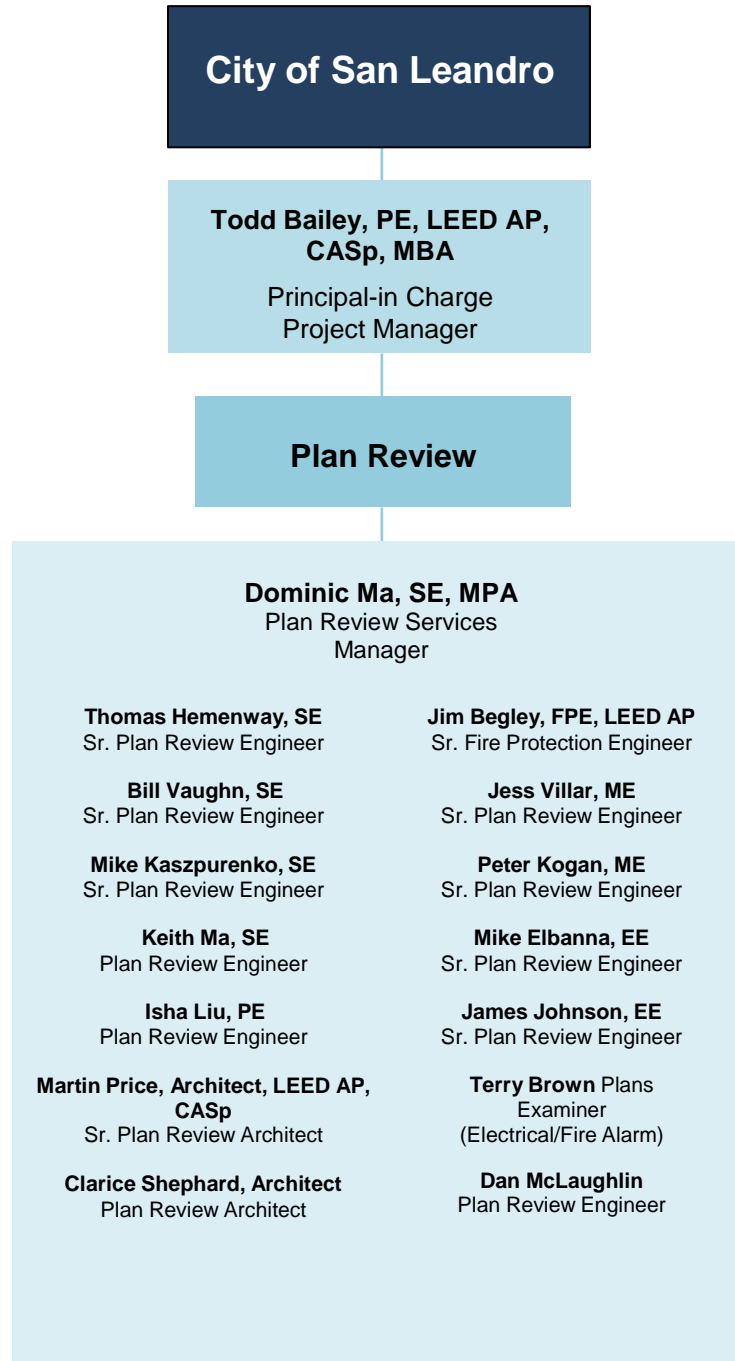 City of San Leandro
Todd Bailey, PE, LEED AP,
CASp, MBA
Principal-in Charge
Project Manager
Plan Review
Dominic Ma, SE, MPA
Plan Review Services
Manager
Thomas Hemenway, SE
Sr. Plan Review Engineer
Bill Vaughn, SE
Sr. Plan Review Engineer
Mike Kaszpurenko, SE
Sr. Plan Review Engineer
Keith Ma, SE
Plan Review Engineer
Isha Liu, PE
Plan Review Engineer
Martin Price, Architect, LEED AP,
CASp
Sr. Plan Review Architect
Clarice Shephard, Architect
Plan Review Architect
Jim Begley, FPE, LEED AP
Sr. Fire Protection Engineer
Jess Villar, ME
Sr. Plan Review Engineer
Peter Kogan, ME
Sr. Plan Review Engineer
Mike Elbanna, EE
Sr. Plan Review Engineer
James Johnson, EE
Sr. Plan Review Engineer
Terry Brown Plans
Examiner
(Electrical/Fire Alarm)
Dan McLaughlin
Plan Review Engineer